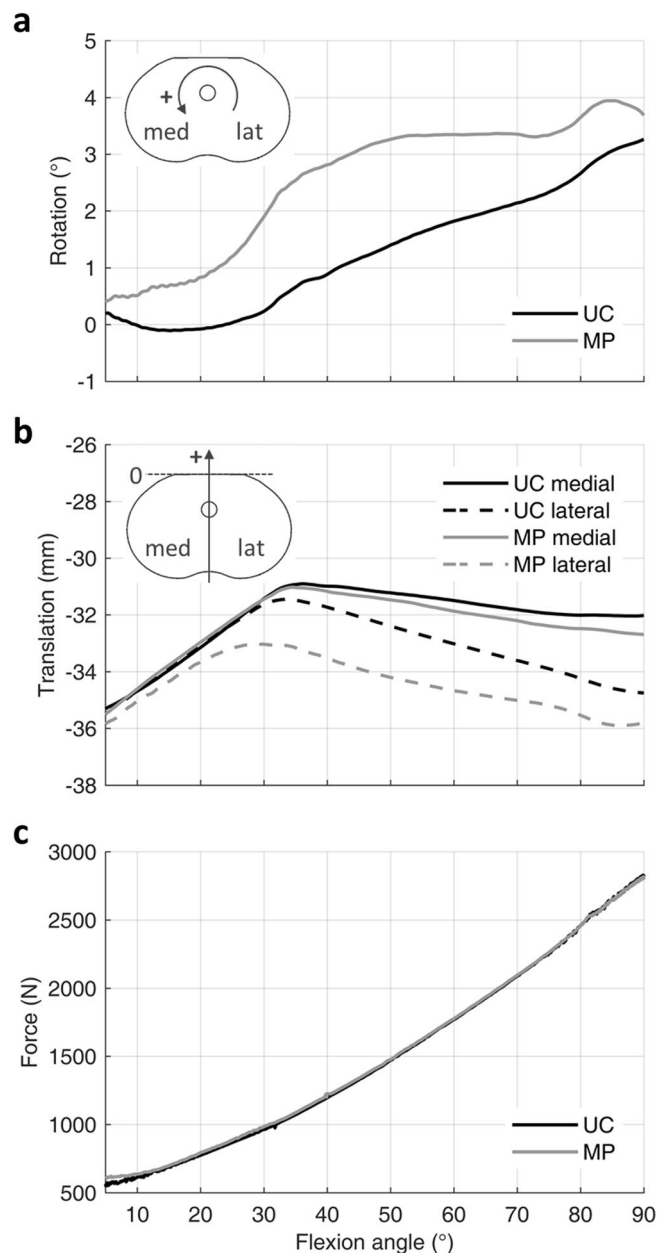 a
5
4
3
2
1
0
-1
Rotation (°)
+
med
lat
UC
MP
b
-26
-28
-30
-32
-34
-36
-38
Translation (mm)
0
+
med
lat
UC medial
UC lateral
MP medial
MP lateral
c
3000
2500
2000
1500
1000
500
Force (N)
UC
MP
10 20 30 40 50 60 70 80 90
Flexion angle (°)